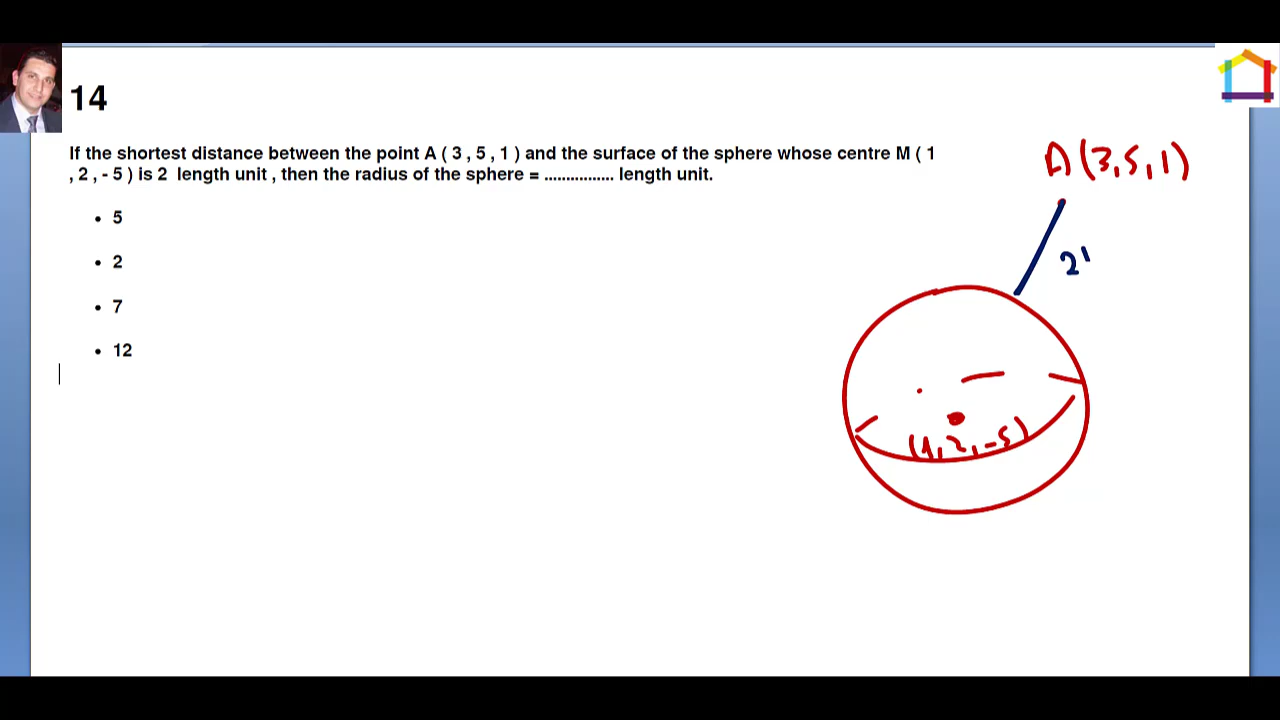 14
If the shortest distance between the point A ( 3 , 5 , 1 ) and the surface of the sphere whose centre M ( 1
, 2 , - 5 ) is 2 length unit , then the radius of the sphere = ................ length unit.
• 5
• 2
• 7
• 12
A (3,5,1)
2
(1,2,-5)